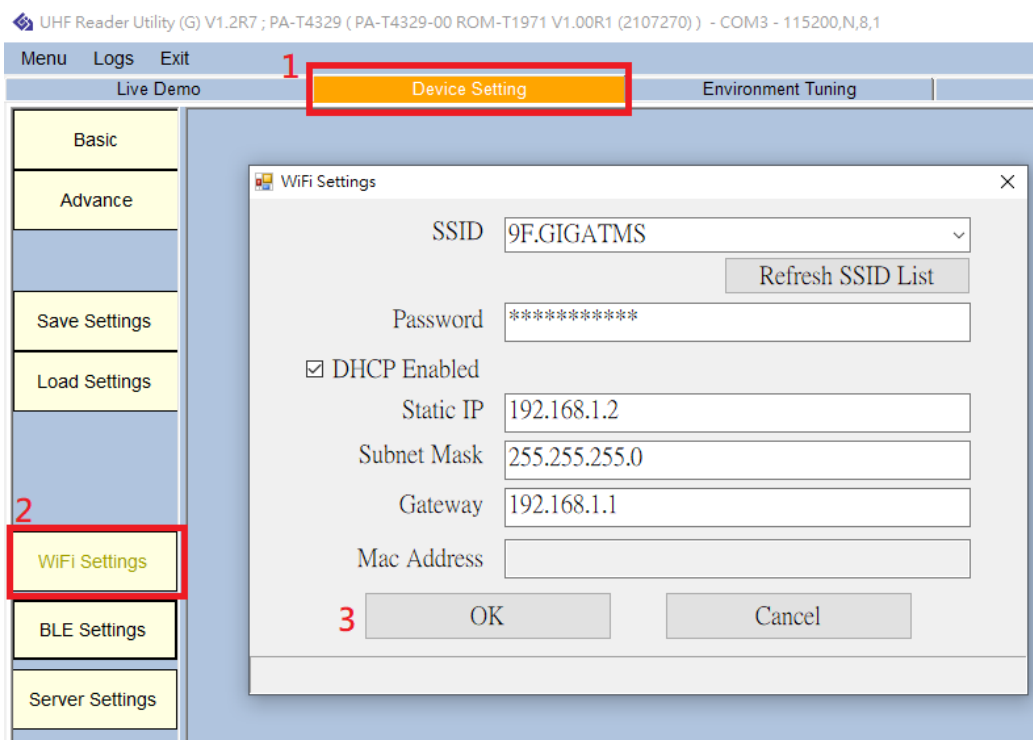 UHF Reader Utility (G) V1.2R7 ; PA-T4329 ( PA-T4329-00 ROM-T1971 V1.00R1 (2107270) ) - COM3 - 115200,N,8,1
Menu Logs Exit
1
Live Demo Device Setting Environment Tuning
Basic
Advance
Save Settings
Load Settings
2
WiFi Settings
BLE Settings
Server Settings
WiFi Settings
SSID 9F.GIGATMS
Refresh SSID List
Password ***********
DHCP Enabled
Static IP 192.168.1.2
Subnet Mask 255.255.255.0
Gateway 192.168.1.1
Mac Address
3 OK Cancel